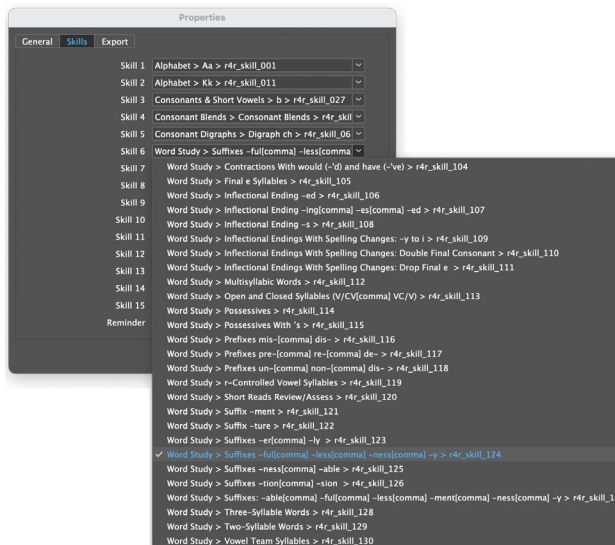 Properties
General Skills Export
Skill 1 Alphabet > Aa > r4r_skill_001
Skill 2 Alphabet > Kk > r4r_skill_011
Skill 3 Consonants & Short Vowels > b > r4r_skill_027
Skill 4 Consonant Blends > Consonant Blends > r4r_skil
Skill 5 Consonant Digraphs > Digraph ch > r4r_skill_06
Skill 6 Word Study > Suffixes -ful[comma] -less[comma
Skill 7
Skill 8
Skill 9
Skill 10
Skill 11
Skill 12
Skill 13
Skill 14
Skill 15
Reminder
Word Study > Contractions With would (-'d) and have (-'ve) > r4r_skill_104
Word Study > Final e Syllables > r4r_skill_105
Word Study > Inflectional Ending -ed > r4r_skill_106
Word Study > Inflectional Ending -ing[comma] -es[comma] -ed > r4r_skill_107
Word Study > Inflectional Ending -s > r4r_skill_108
Word Study > Inflectional Endings With Spelling Changes: -y to i > r4r_skill_109
Word Study > Inflectional Endings With Spelling Changes: Double Final Consonant > r4r_skill_110
Word Study > Inflectional Endings With Spelling Changes: Drop Final e > r4r_skill_111
Word Study > Multisyllabic Words > r4r_skill_112
Word Study > Open and Closed Syllables (V/CV[comma] VC/V) > r4r_skill_113
Word Study > Possessives > r4r_skill_114
Word Study > Possessives With 's > r4r_skill_115
Word Study > Prefixes mis-[comma] dis- > r4r_skill_116
Word Study > Prefixes pre-[comma] re-[comma] de- > r4r_skill_117
Word Study > Prefixes un-[comma] non-[comma] dis- > r4r_skill_118
Word Study > r-Controlled Vowel Syllables > r4r_skill_119
Word Study > Short Reads Review/Assess > r4r_skill_120
Word Study > Suffix -ment > r4r_skill_121
Word Study > Suffix -ture > r4r_skill_122
Word Study > Suffixes -er[comma] -ly > r4r_skill_123
✓ Word Study > Suffixes -ful[comma] -less[comma] -ness[comma] -y > r4r_skill_124
Word Study > Suffixes -ness[comma] -able > r4r_skill_125
Word Study > Suffixes -tion[comma] -sion > r4r_skill_126
Word Study > Suffixes: -able[comma] -ful[comma] -less[comma] -ment[comma] -ness[comma] -y > r4r_skill_1
Word Study > Three-Syllable Words > r4r_skill_128
Word Study > Two-Syllable Words > r4r_skill_129
Word Study > Vowel Team Syllables > r4r_skill_130